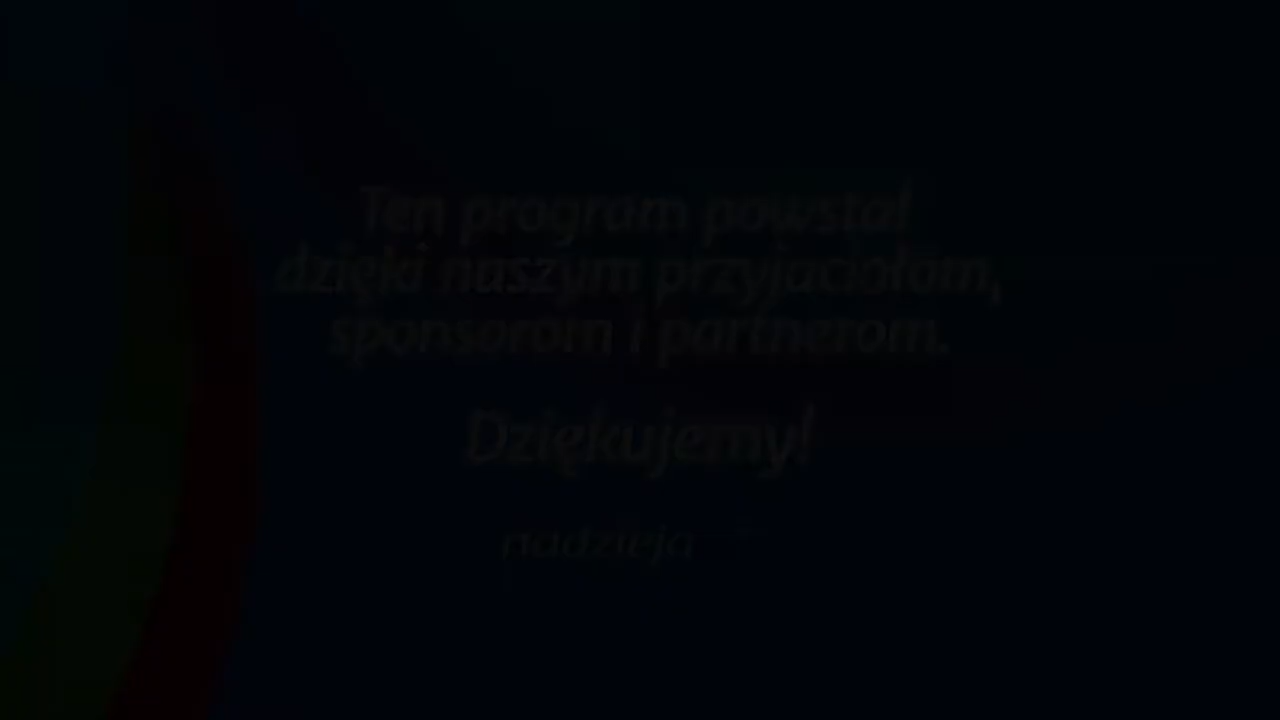 Ten program powstał
dzięki naszym przyjaciołom,
sponsorom i partnerom.
Dziękujemy!
nadzieja